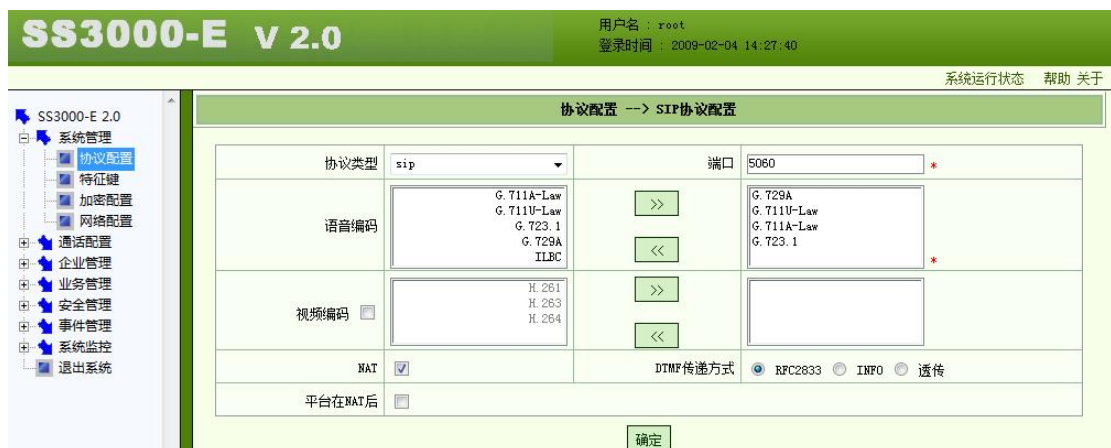 SS3000-E V 2.0
用户名 : root
登录时间 : 2009-02-04 14:27:40
系统运行状态 帮助 关于
SS3000-E 2.0
系统管理
协议配置
特征键
加密配置
网络配置
通话配置
企业管理
业务管理
安全管理
事件管理
系统监控
退出系统
协议配置 --> SIP协议配置
协议类型 sip 端口 5060 *
语音编码
G.711A-Law
G.711U-Law
G.723.1
G.729A
ILBC
>>
<<
G.729A
G.711U-Law
G.711A-Law
G.723.1
*
视频编码
H.261
H.263
H.264
>>
<<
NAT DTMF传递方式 RFC2833 INFO 透传
平台在NAT后
确定